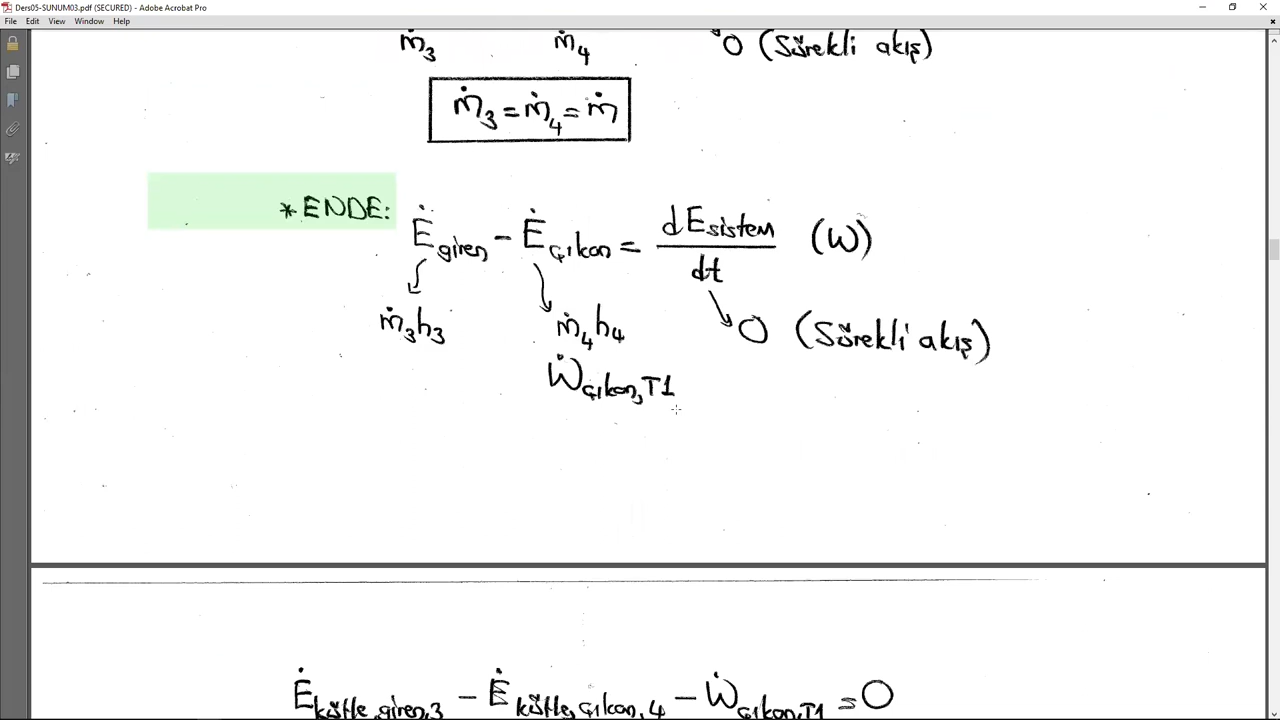 Ders05-SUNUM03.pdf (SECURED) - Adobe Acrobat Pro
File Edit View Window Help
ṁ3 ṁ4 0 (Sürekli akış)
ṁ3 = ṁ4 = ṁ
*ENDE: Ėgiren - Ėçıkan = dEsistem / dt (W)
ṁ3h3 ṁ4h4 0 (Sürekli akış)
Ẇçıkan,T1
Ėkütle,giren,3 - Ėkütle,çıkan,4 - Ẇçıkan,T1 = 0